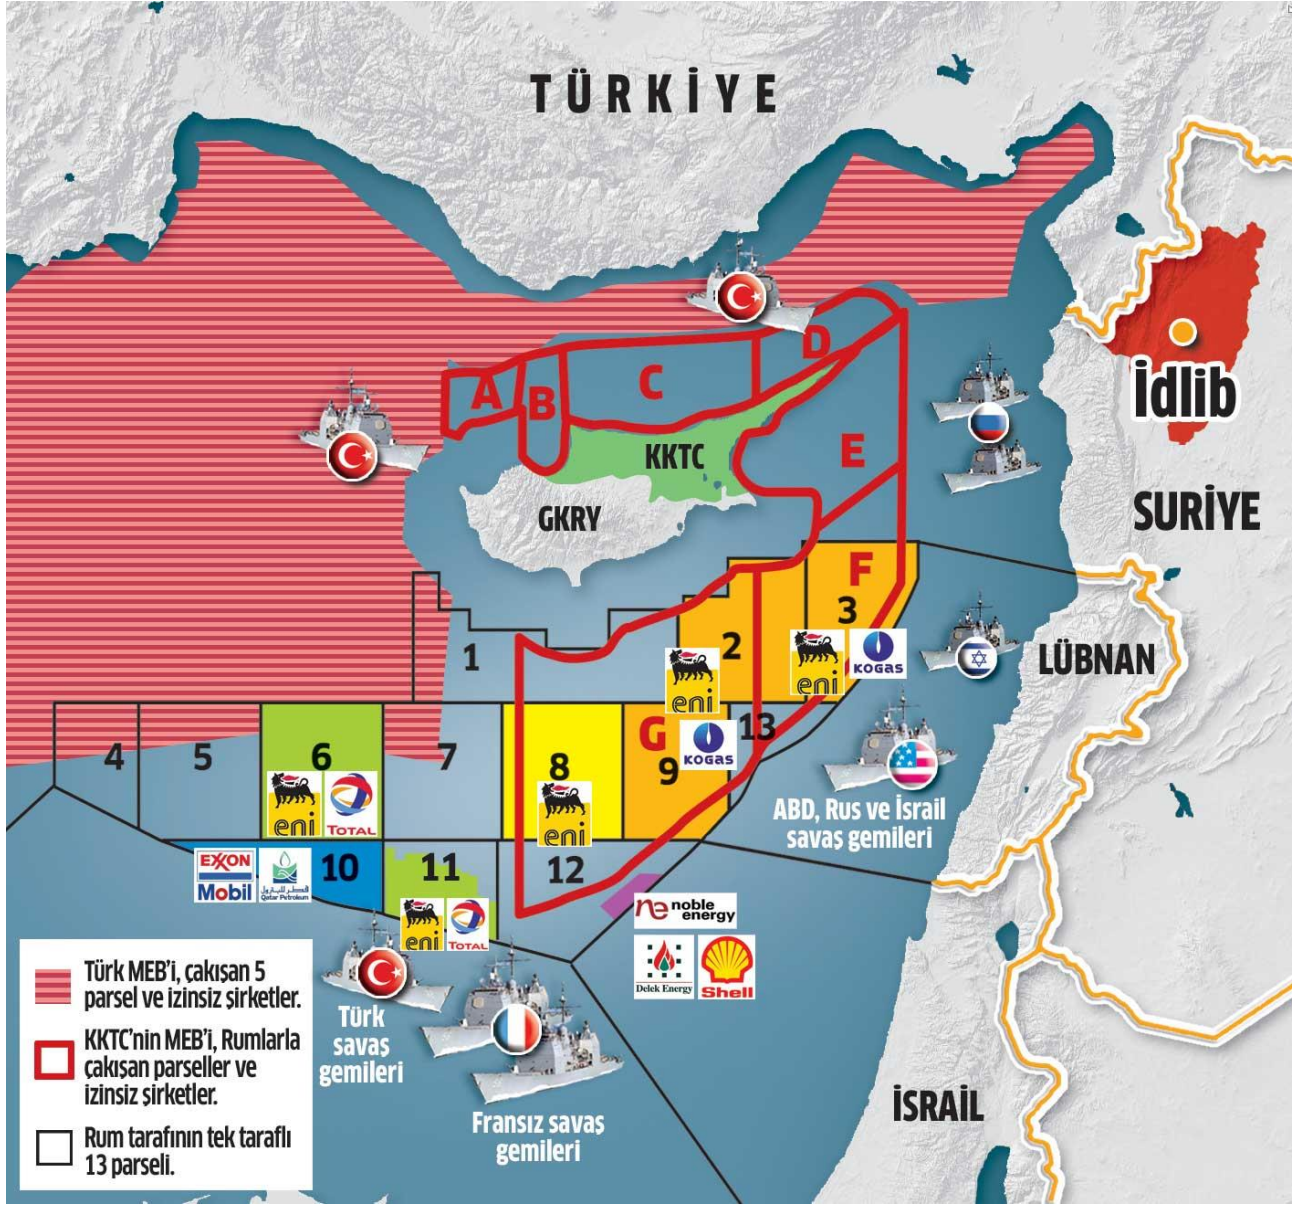 TÜRKİYE
İdlib
SURİYE
LÜBNAN
İSRAİL
A
B
C
D
E
KKTC
GKRY
F
3
eni
KOGAS
2
eni
1
G
KOGAS
9
13
4
5
6
eni
TOTAL
7
8
eni
ABD, Rus ve İsrail
savaş gemileri
EXXON
Mobil
Qatar Petroleum
10
11
eni
TOTAL
12
ne noble
energy
Delek Energy
Shell
Türk
savaş
gemileri
Fransız savaş
gemileri
Türk MEB'i, çakışan 5
parsel ve izinsiz şirketler.
KKTC'nin MEB'i, Rumlarla
çakışan parseller ve
izinsiz şirketler.
Rum tarafının tek taraflı
13 parseli.